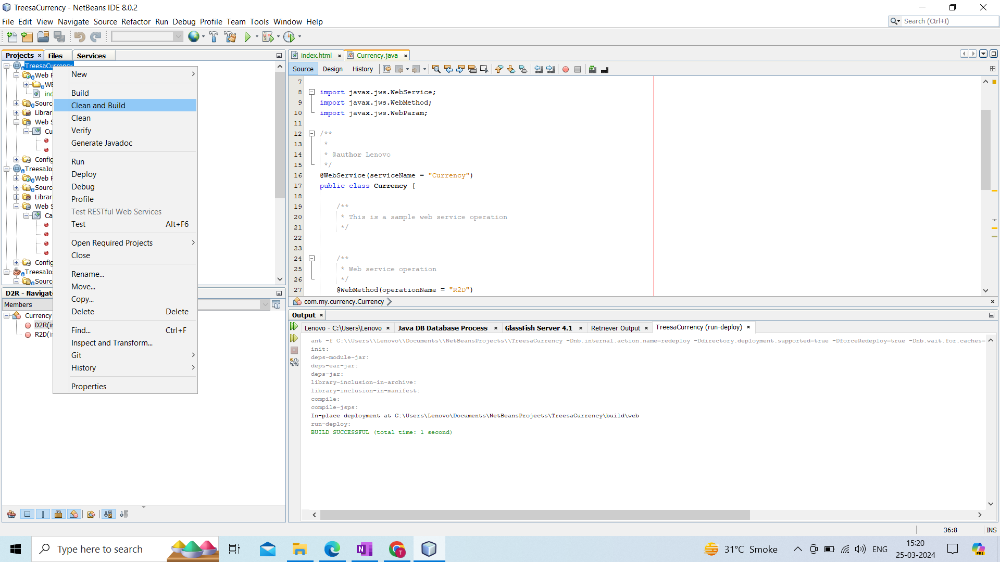 TreesaCurrency - NetBeans IDE 8.0.2
File Edit View Navigate Source Refactor Run Debug Profile Team Tools Window Help
Search (Ctrl+I)
Projects Files Services
TreesaCurrency
Web F
WE
ind
Sourc
Librar
Web S
Cu
Config
TreesaJo
Web F
Sourc
Librar
Web S
Ca
Config
TreesaJo
Sourc
New
Build
Clean and Build
Clean
Verify
Generate Javadoc
Run
Deploy
Debug
Profile
Test RESTful Web Services
Test Alt+F6
Open Required Projects
Close
Rename...
Move...
Copy...
Delete Delete
Find... Ctrl+F
Inspect and Transform...
Git
History
Properties
D2R - Navigat
Members
Currency
D2R(in
R2D(in
index.html Currency.java
Source Design History
7
8 import javax.jws.WebService;
9 import javax.jws.WebMethod;
10 import javax.jws.WebParam;
11
12 /**
13 *
14 * @author Lenovo
15 */
16 @WebService(serviceName = "Currency")
17 public class Currency {
18
19 /**
20 * This is a sample web service operation
21 */
22
23
24 /**
25 * Web service operation
26 */
27 @WebMethod(operationName = "R2D")
com.my.currency.Currency
Output
Lenovo - C:\Users\Lenovo Java DB Database Process GlassFish Server 4.1 Retriever Output TreesaCurrency (run-deploy)
ant -f C:\\Users\\Lenovo\\Documents\\NetBeansProjects\\TreesaCurrency -Dnb.internal.action.name=redeploy -Ddirectory.deployment.supported=true -DforceRedeploy=true -Dnb.wait.for.caches=
init:
deps-module-jar:
deps-ear-jar:
deps-jar:
library-inclusion-in-archive:
library-inclusion-in-manifest:
compile:
compile-jsps:
In-place deployment at C:\Users\Lenovo\Documents\NetBeansProjects\TreesaCurrency\build\web
run-deploy:
BUILD SUCCESSFUL (total time: 1 second)
36:8 INS
Type here to search
31°C Smoke
ENG
15:20
25-03-2024